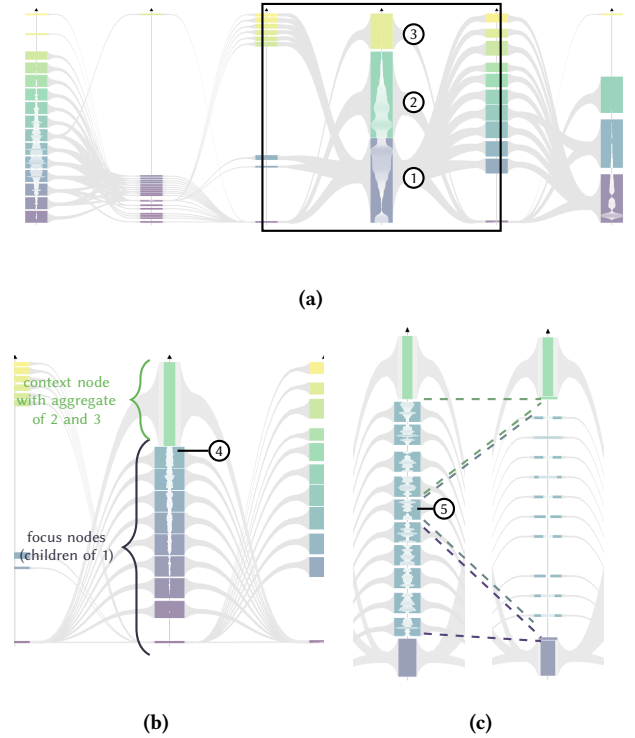 3
2
1
(a)
context node
with aggregate
of 2 and 3
4
focus nodes
(children of 1)
5
(b)
(c)